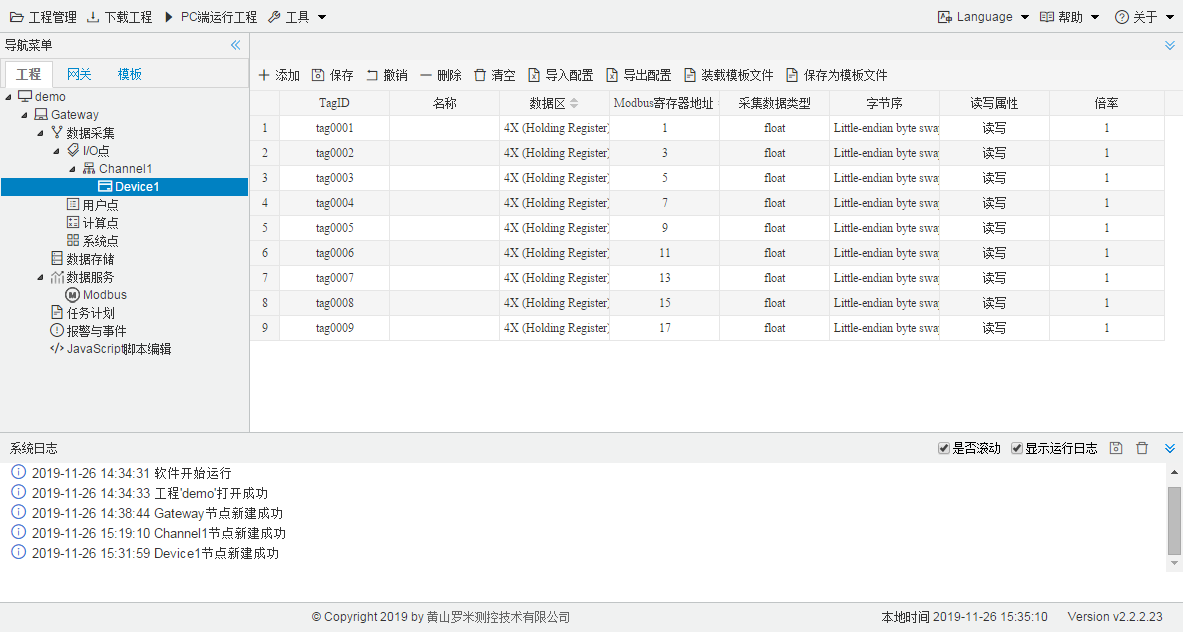 工程管理 下载工程 PC端运行工程 工具 Language 帮助 关于
导航菜单
工程 网关 模板
添加 保存 撤销 删除 清空 导入配置 导出配置 装载模板文件 保存为模板文件
demo
Gateway
数据采集
I/O点
Channel1
Device1
用户点
计算点
系统点
数据存储
数据服务
Modbus
任务计划
报警与事件
JavaScript脚本编辑
TagID 名称 数据区 Modbus寄存器地址 采集数据类型 字节序 读写属性 倍率
1 tag0001 4X (Holding Register) 1 float Little-endian byte swa 读写 1
2 tag0002 4X (Holding Register) 3 float Little-endian byte swa 读写 1
3 tag0003 4X (Holding Register) 5 float Little-endian byte swa 读写 1
4 tag0004 4X (Holding Register) 7 float Little-endian byte swa 读写 1
5 tag0005 4X (Holding Register) 9 float Little-endian byte swa 读写 1
6 tag0006 4X (Holding Register) 11 float Little-endian byte swa 读写 1
7 tag0007 4X (Holding Register) 13 float Little-endian byte swa 读写 1
8 tag0008 4X (Holding Register) 15 float Little-endian byte swa 读写 1
9 tag0009 4X (Holding Register) 17 float Little-endian byte swa 读写 1
系统日志 是否滚动 显示运行日志
2019-11-26 14:34:31 软件开始运行
2019-11-26 14:34:33 工程'demo'打开成功
2019-11-26 14:38:44 Gateway节点新建成功
2019-11-26 15:19:10 Channel1节点新建成功
2019-11-26 15:31:59 Device1节点新建成功
© Copyright 2019 by 黄山罗米测控技术有限公司 本地时间 2019-11-26 15:35:10 Version v2.2.2.23